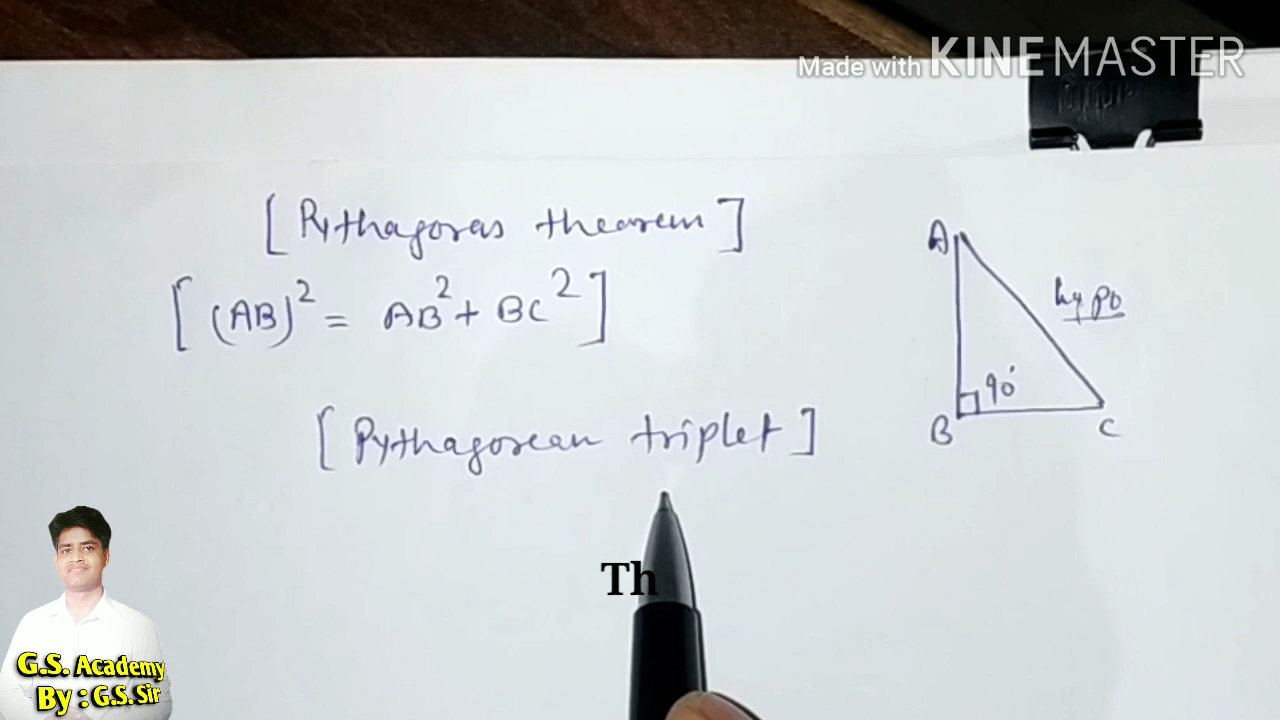 Made with KINEMASTER
[Pythagoras theorem]
[(AB)² = AB² + BC²]
A
hypo
90°
B
C
[Pythagorean triplet]
Th
G.S. Academy
By : G.S. Sir